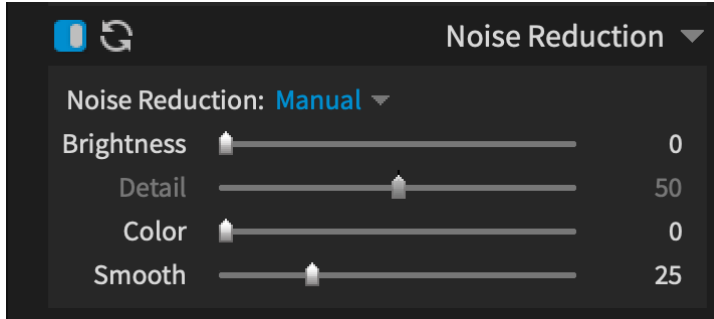 Noise Reduction
Noise Reduction: Manual
Brightness 0
Detail 50
Color 0
Smooth 25